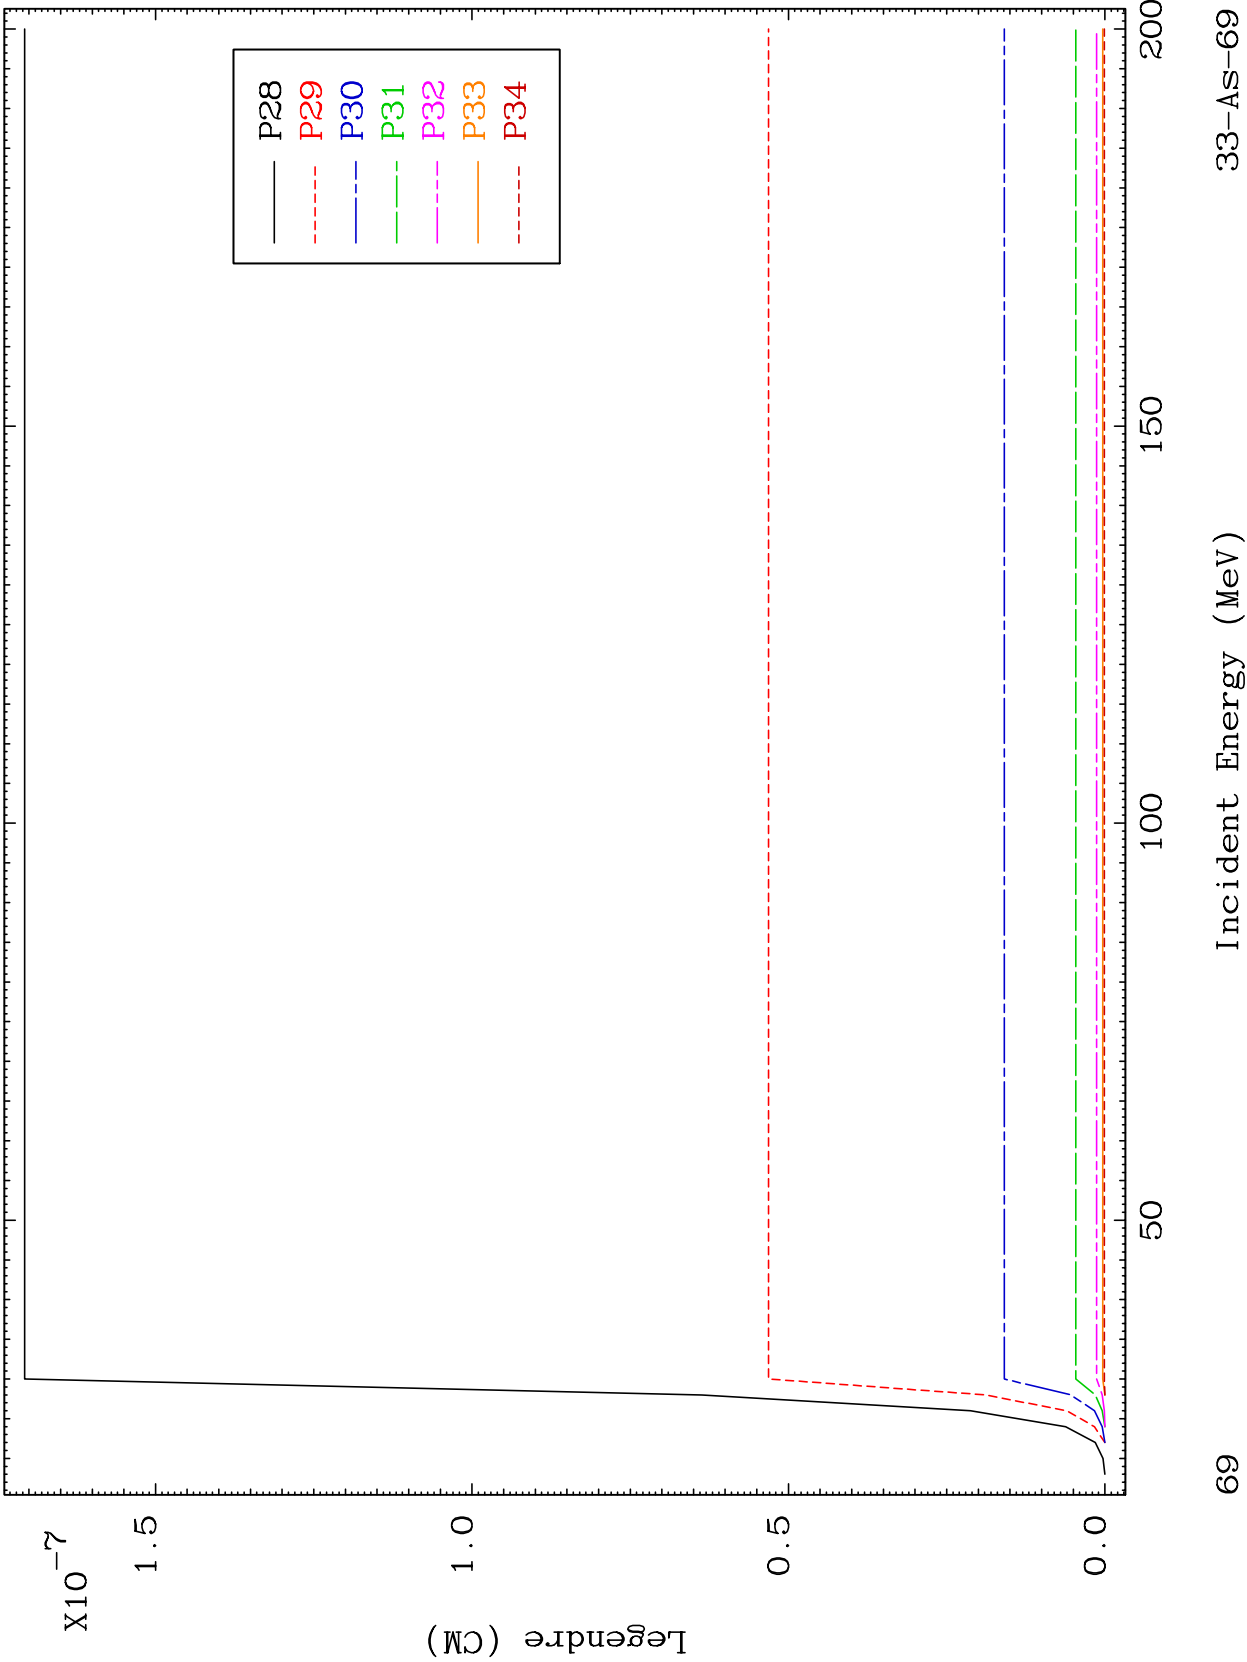 X10-7
Legendre (CM)
1.5
1.0
0.5
0.0
P28
P29
P30
P31
P32
P33
P34
50
100
150
200
Incident Energy (MeV)
69
33-As-69